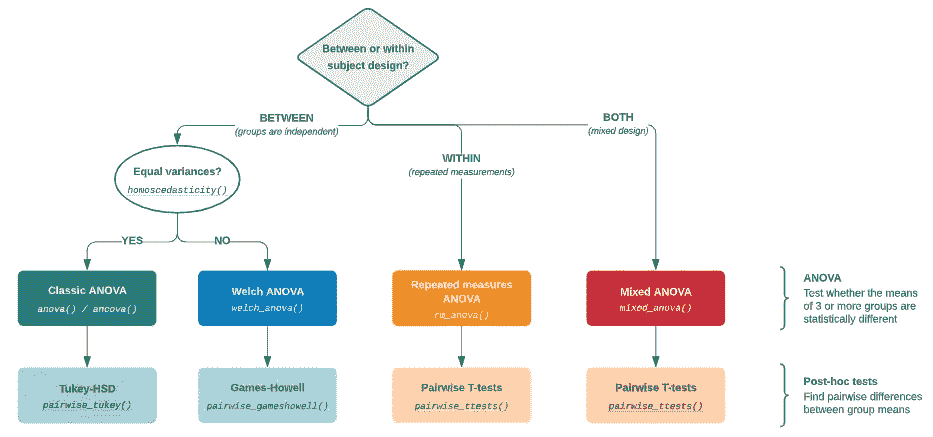 Between or within
subject design?
BETWEEN
(groups are independent)
BOTH
(mixed design)
WITHIN
(repeated measurements)
Equal variances?
homoscedasticity()
YES
NO
Classic ANOVA
anova() / ancova()
Welch ANOVA
welch_anova()
Repeated measures
ANOVA
rm_anova()
Mixed ANOVA
mixed_anova()
ANOVA
Test whether the means
of 3 or more groups are
statistically different
Tukey-HSD
pairwise_tukey()
Games-Howell
pairwise_gameshowell()
Pairwise T-tests
pairwise_ttests()
Pairwise T-tests
pairwise_ttests()
Post-hoc tests
Find pairwise differences
between group means